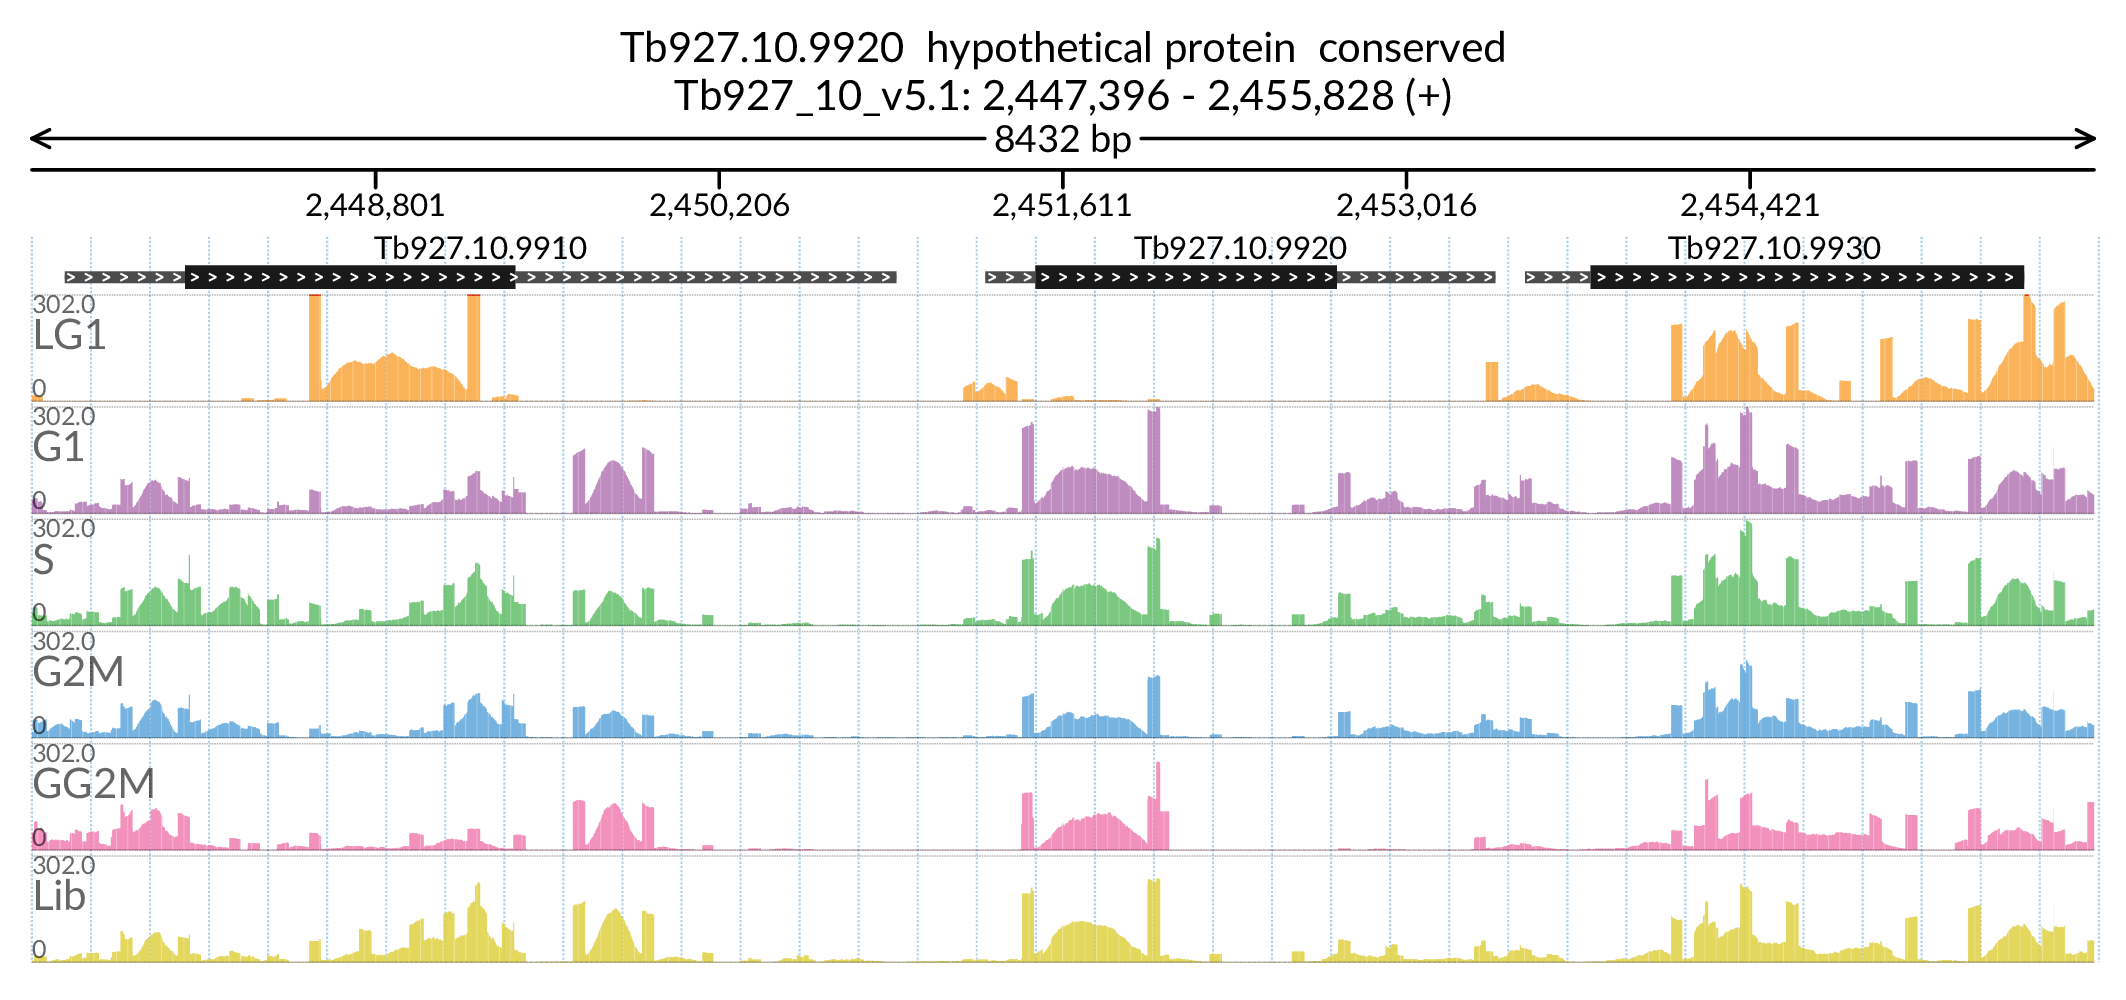 Tb927.10.9920 hypothetical protein conserved
Tb927_10_v5.1: 2,447,396 - 2,455,828 (+)
8432 bp
2,448,801 2,450,206 2,451,611 2,453,016 2,454,421
Tb927.10.9910 Tb927.10.9920 Tb927.10.9930
302.0
LG1
0
302.0
G1
0
302.0
S
0
302.0
G2M
0
302.0
GG2M
0
302.0
Lib
0